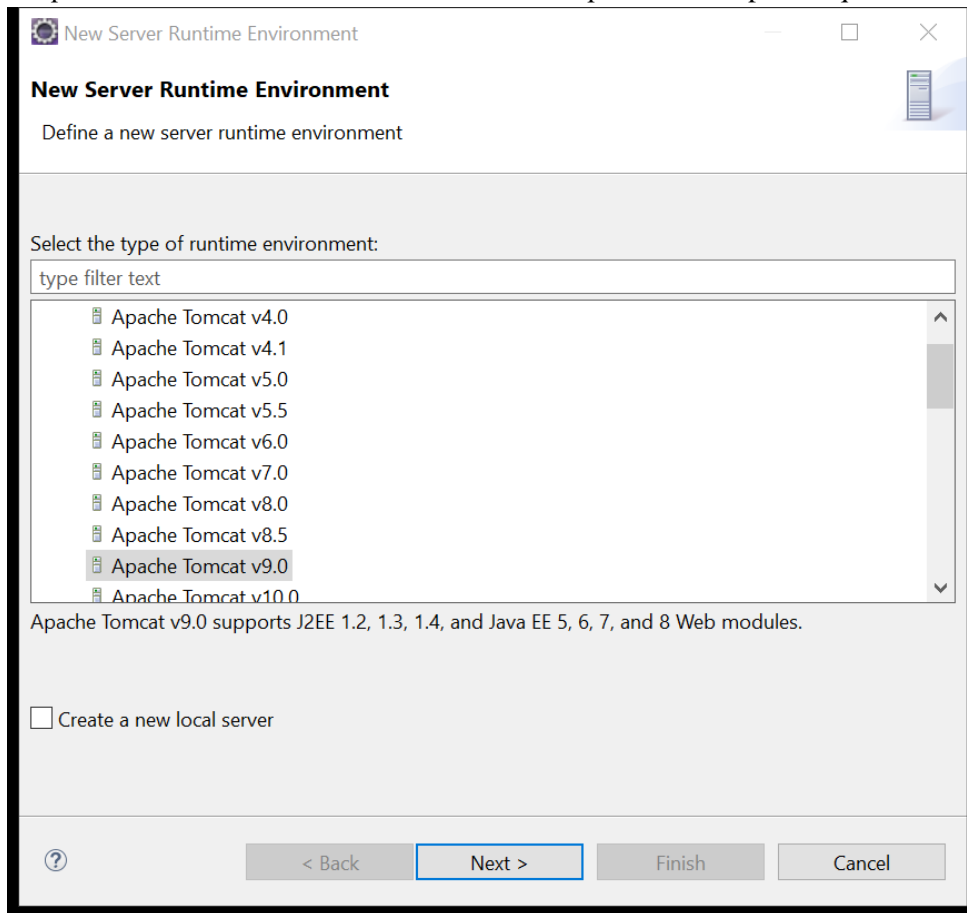 New Server Runtime Environment
New Server Runtime Environment
Define a new server runtime environment
Select the type of runtime environment:
type filter text
Apache Tomcat v4.0
Apache Tomcat v4.1
Apache Tomcat v5.0
Apache Tomcat v5.5
Apache Tomcat v6.0
Apache Tomcat v7.0
Apache Tomcat v8.0
Apache Tomcat v8.5
Apache Tomcat v9.0
Apache Tomcat v10.0
Apache Tomcat v9.0 supports J2EE 1.2, 1.3, 1.4, and Java EE 5, 6, 7, and 8 Web modules.
Create a new local server
? < Back Next > Finish Cancel